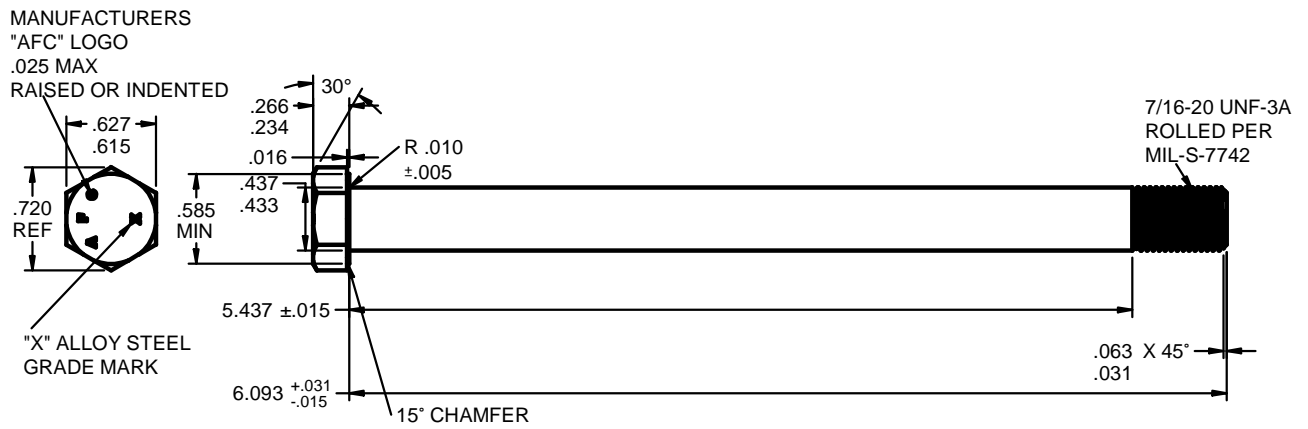 MANUFACTURERS
"AFC" LOGO
.025 MAX
RAISED OR INDENTED
.627
.615
.720
REF
F
X
A
.585
MIN
"X" ALLOY STEEL
GRADE MARK
30°
.266
.234
.016
R .010
±.005
.437
.433
7/16-20 UNF-3A
ROLLED PER
MIL-S-7742
5.437 ±.015
.063 X 45°
.031
6.093 +.031
-.015
15° CHAMFER